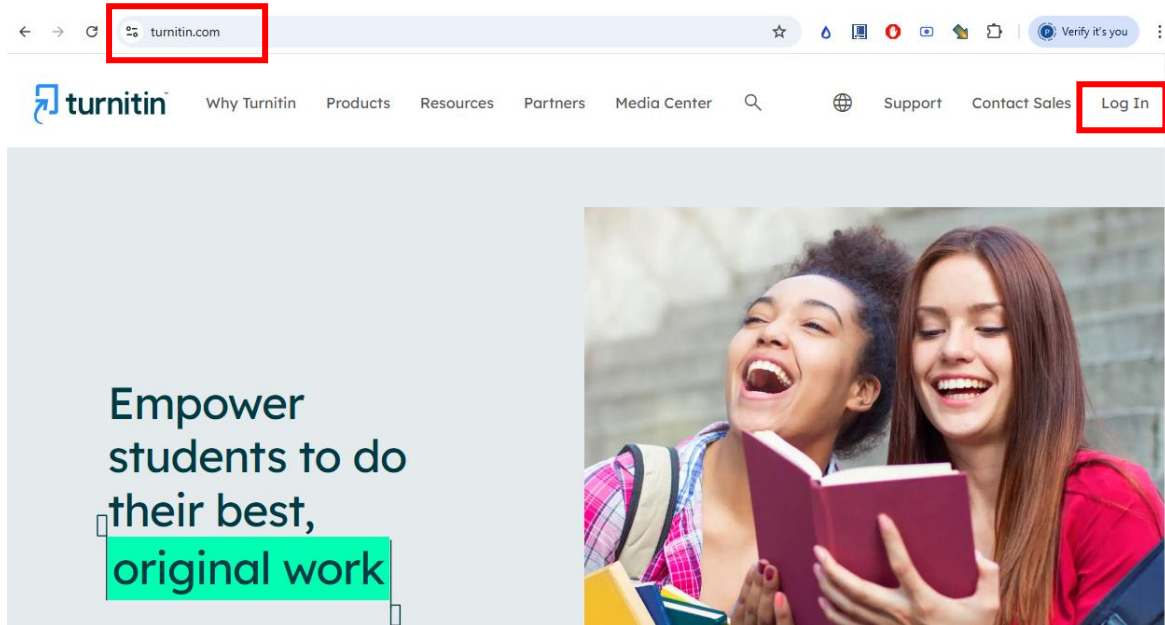 turnitin.com
Verify it's you
turnitin
Why Turnitin Products Resources Partners Media Center Support Contact Sales Log In
Empower
students to do
their best,
original work